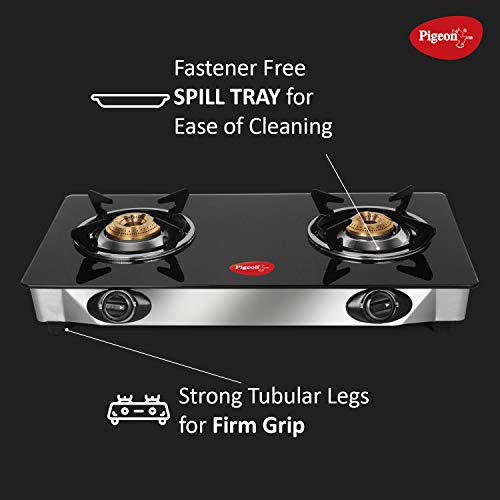 Pigeon
Fastener Free
SPILL TRAY for
Ease of Cleaning
Pigeon
Strong Tubular Legs
for Firm Grip